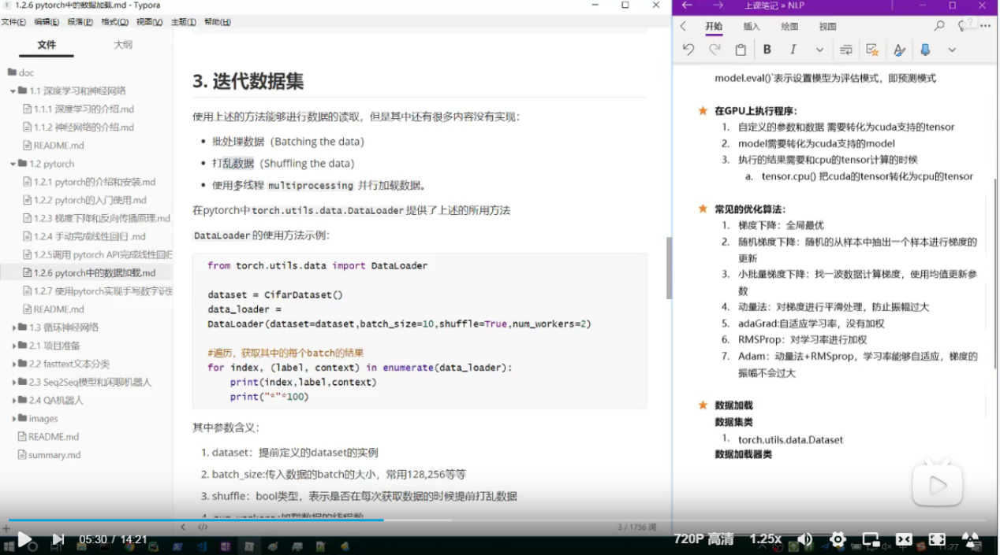 1.2.6 pytorch中的数据加载.md - Typora
文件(F) 编辑(E) 段落(P) 格式(O) 视图(V) 主题(T) 帮助(H)
文件 大纲
doc
1.1 深度学习和神经网络
1.1.1 深度学习的介绍.md
1.1.2 神经网络的介绍.md
README.md
1.2 pytorch
1.2.1 pytorch的介绍和安装.md
1.2.2 pytorch的入门使用.md
1.2.3 梯度下降和反向传播原理.md
1.2.4 手动完成线性回归 .md
1.2.5调用 pytorch API完成线性回归
1.2.6 pytorch中的数据加载.md
1.2.7 使用pytorch实现手写数字识别
README.md
1.3 循环神经网络
2.1 项目准备
2.2 fasttext文本分类
2.3 Seq2Seq模型和闲聊机器人
2.4 QA机器人
images
README.md
summary.md
3. 迭代数据集
使用上述的方法能够进行数据的读取，但是其中还有很多内容没有实现：
批处理数据（Batching the data）
打乱数据（Shuffling the data）
使用多线程 multiprocessing 并行加载数据。
在pytorch中torch.utils.data.DataLoader提供了上述的所用方法
DataLoader的使用方法示例：
from torch.utils.data import DataLoader
dataset = CifarDataset()
data_loader =
DataLoader(dataset=dataset,batch_size=10,shuffle=True,num_workers=2)
#遍历，获取其中的每个batch的结果
for index, (label, context) in enumerate(data_loader):
print(index,label,context)
print("*"*100)
其中参数含义：
1. dataset：提前定义的dataset的实例
2. batch_size:传入数据的batch的大小，常用128,256等等
3. shuffle：bool类型，表示是否在每次获取数据的时候提前打乱数据
4. num_workers:加载数据的线程数
3 / 1756 词
上课笔记 » NLP
开始 插入 绘图 视图
model.eval()`表示设置模型为评估模式，即预测模式
在GPU上执行程序：
1. 自定义的参数和数据 需要转化为cuda支持的tensor
2. model需要转化为cuda支持的model
3. 执行的结果需要和cpu的tensor计算的时候
a. tensor.cpu() 把cuda的tensor转化为cpu的tensor
常见的优化算法：
1. 梯度下降：全局最优
2. 随机梯度下降：随机的从样本中抽出一个样本进行梯度的
更新
3. 小批量梯度下降：找一波数据计算梯度，使用均值更新参
数
4. 动量法：对梯度进行平滑处理，防止振幅过大
5. adaGrad:自适应学习率，没有加权
6. RMSProp：对学习率进行加权
7. Adam：动量法+RMSprop，学习率能够自适应，梯度的
振幅不会过大
数据加载
数据集类
1. torch.utils.data.Dataset
数据加载器类
05:30 / 14:21
720P 高清 1.25x
11:27